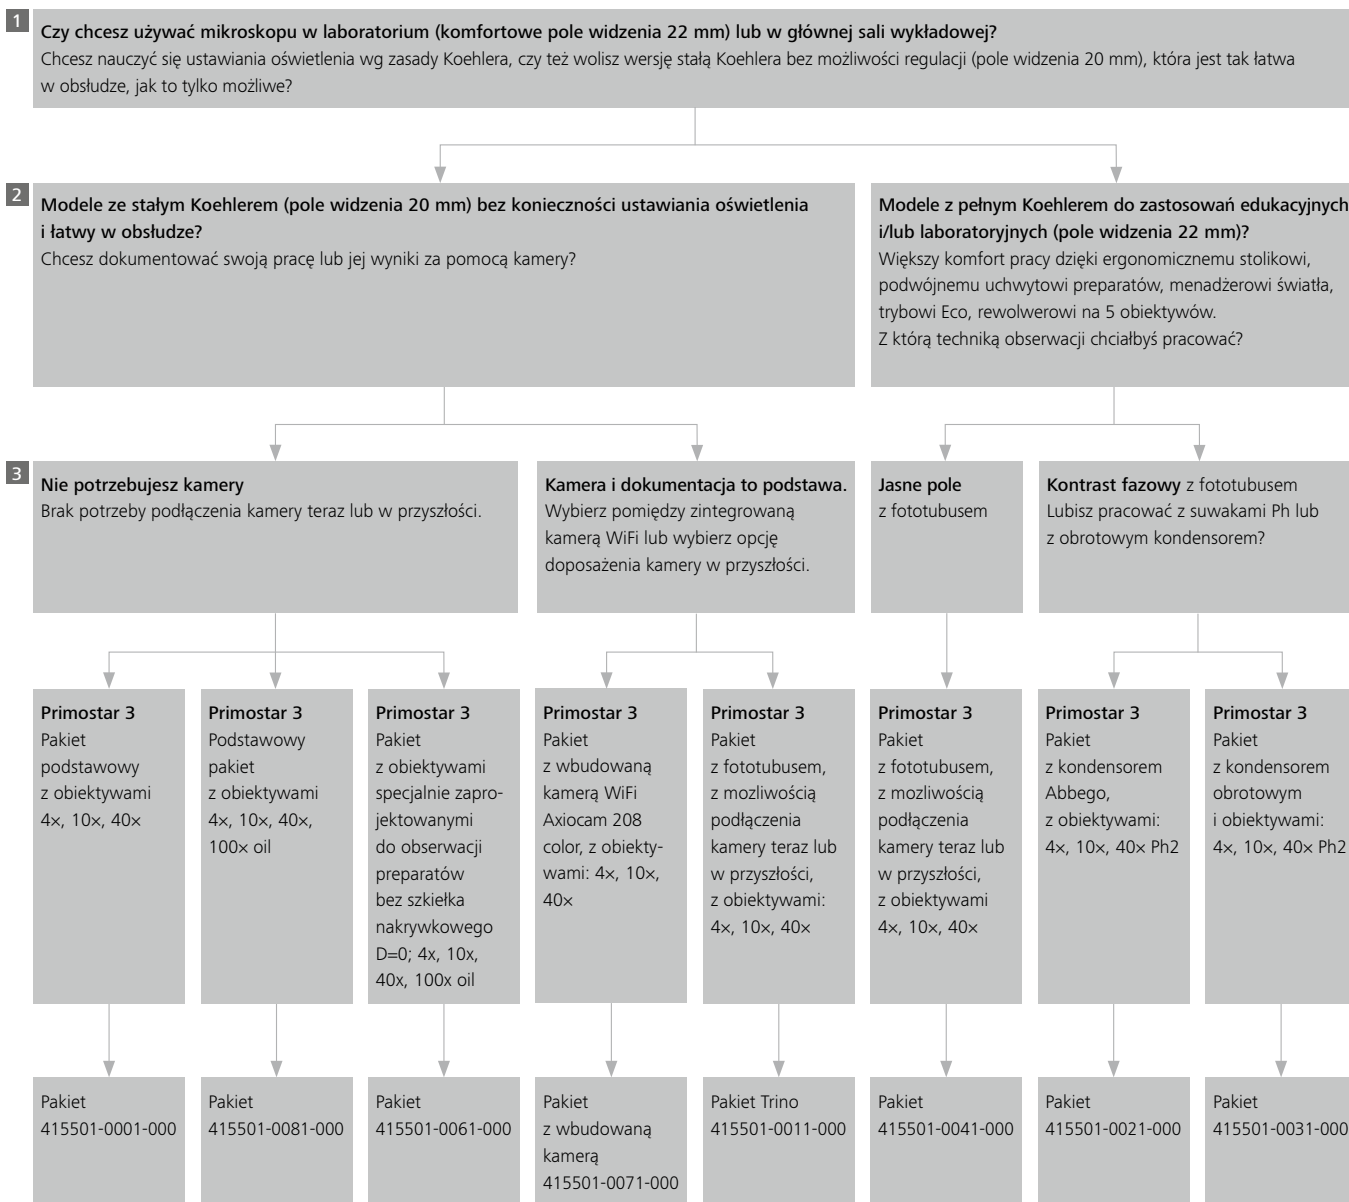 1
Czy chcesz używać mikroskopu w laboratorium (komfortowe pole widzenia 22 mm) lub w głównej sali wykładowej?
Chcesz nauczyć się ustawiania oświetlenia wg zasady Koehlera, czy też wolisz wersję stałą Koehlera bez możliwości regulacji (pole widzenia 20 mm), która jest tak łatwa
w obsłudze, jak to tylko możliwe?
2
Modele ze stałym Koehlerem (pole widzenia 20 mm) bez konieczności ustawiania oświetlenia
i łatwy w obsłudze?
Chcesz dokumentować swoją pracę lub jej wyniki za pomocą kamery?
Modele z pełnym Koehlerem do zastosowań edukacyjnych
i/lub laboratoryjnych (pole widzenia 22 mm)?
Większy komfort pracy dzięki ergonomicznemu stolikowi,
podwójnemu uchwytowi preparatów, menadżerowi światła,
trybowi Eco, rewolwerowi na 5 obiektywów.
Z którą techniką obserwacji chciałbyś pracować?
3
Nie potrzebujesz kamery
Brak potrzeby podłączenia kamery teraz lub w przyszłości.
Kamera i dokumentacja to podstawa.
Wybierz pomiędzy zintegrowaną
kamerą WiFi lub wybierz opcję
doposażenia kamery w przyszłości.
Jasne pole
z fototubusem
Kontrast fazowy z fototubusem
Lubisz pracować z suwakami Ph lub
z obrotowym kondensorem?
Primostar 3
Pakiet
podstawowy
z obiektywami
4×, 10×, 40×
Primostar 3
Podstawowy
pakiet
z obiektywami
4×, 10×, 40×,
100× oil
Primostar 3
Pakiet
z obiektywami
specjalnie zapro-
jektowanymi
do obserwacji
preparatów
bez szkiełka
nakrywkowego
D=0; 4x, 10x,
40x, 100x oil
Primostar 3
Pakiet
z wbudowaną
kamerą WiFi
Axiocam 208
color, z obiekty-
wami: 4×, 10×,
40×
Primostar 3
Pakiet
z fototubusem,
z mozliwością
podłączenia
kamery teraz lub
w przyszłości,
z obiektywami:
4×, 10×, 40×
Primostar 3
Pakiet
z fototubusem,
z mozliwością
podłączenia
kamery teraz lub
w przyszłości,
z obiektywami
4×, 10×, 40×
Primostar 3
Pakiet
z kondensorem
Abbego,
z obiektywami:
4×, 10×, 40× Ph2
Primostar 3
Pakiet
z kondensorem
obrotowym
i obiektywami:
4×, 10×, 40× Ph2
Pakiet
415501-0001-000
Pakiet
415501-0081-000
Pakiet
415501-0061-000
Pakiet
z wbudowaną
kamerą
415501-0071-000
Pakiet Trino
415501-0011-000
Pakiet
415501-0041-000
Pakiet
415501-0021-000
Pakiet
415501-0031-000